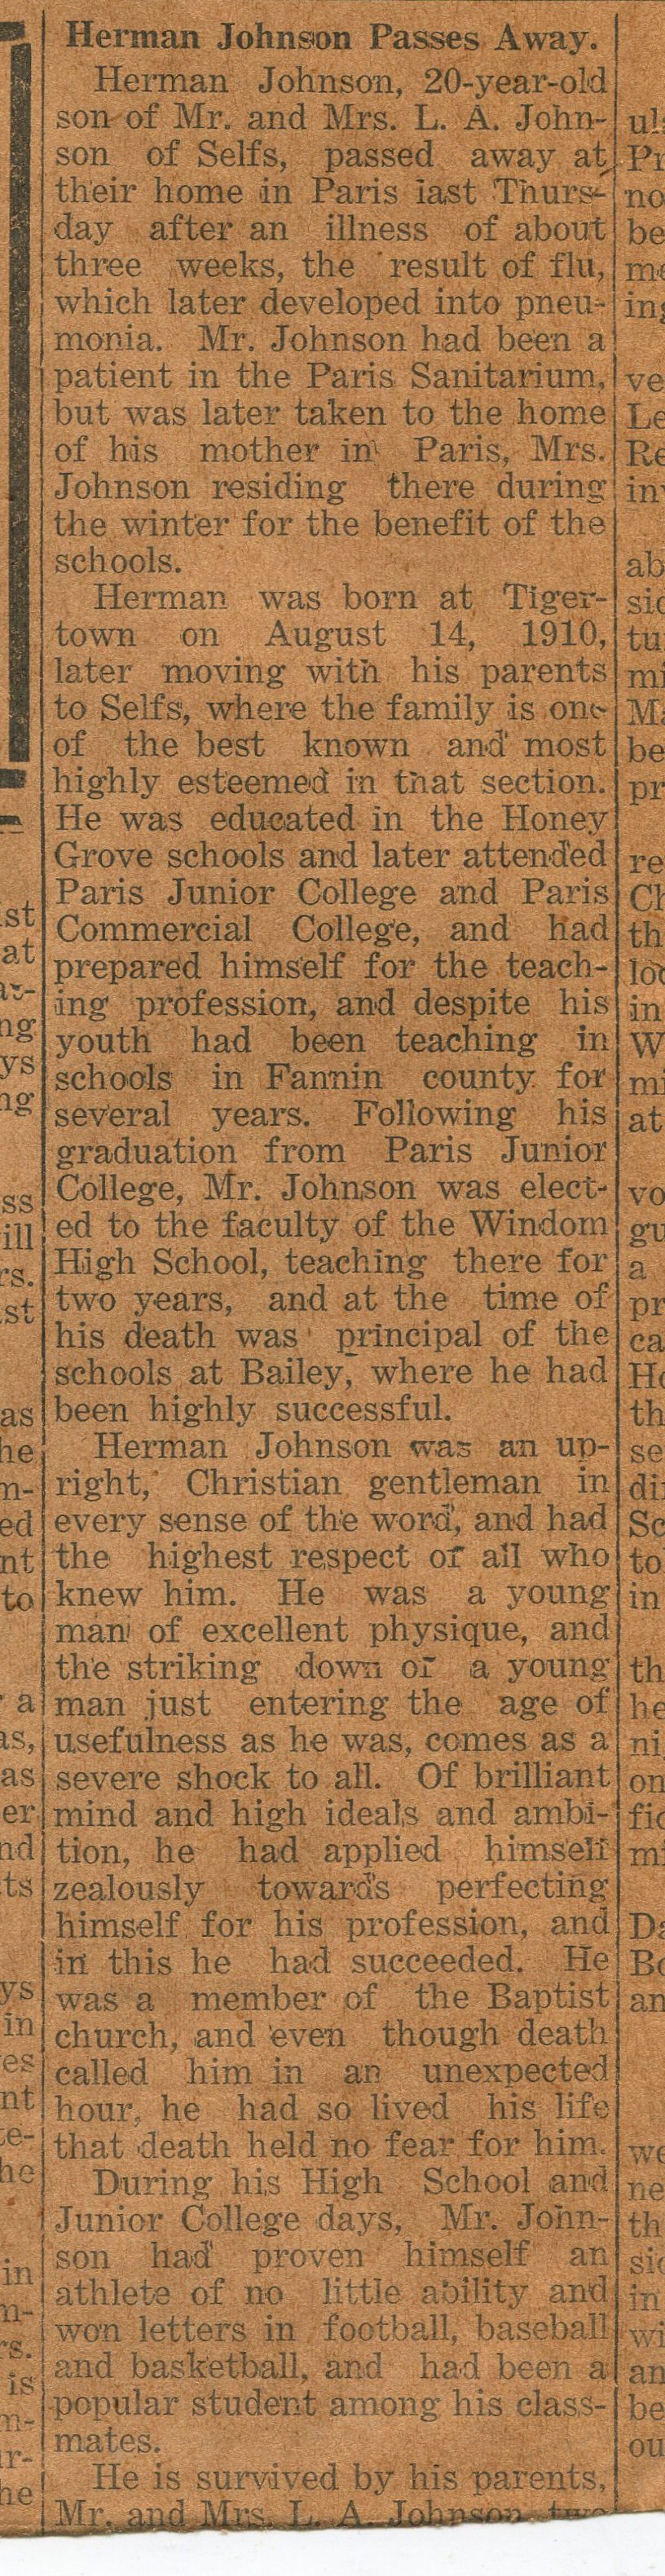 Herman Johnson Passes Away.
Herman Johnson, 20-year-old
son of Mr. and Mrs. L. A. John-
son of Selfs, passed away at
their home in Paris last Thurs-
day after an illness of about
three weeks, the result of flu,
which later developed into pneu-
monia. Mr. Johnson had been a
patient in the Paris Sanitarium,
but was later taken to the home
of his mother in Paris, Mrs.
Johnson residing there during
the winter for the benefit of the
schools.
Herman was born at Tiger-
town on August 14, 1910,
later moving with his parents
to Selfs, where the family is one
of the best known and most
highly esteemed in that section.
He was educated in the Honey
Grove schools and later attended
Paris Junior College and Paris
Commercial College, and had
prepared himself for the teach-
ing profession, and despite his
youth had been teaching in
schools in Fannin county for
several years. Following his
graduation from Paris Junior
College, Mr. Johnson was elect-
ed to the faculty of the Windom
High School, teaching there for
two years, and at the time of
his death was principal of the
schools at Bailey, where he had
been highly successful.
Herman Johnson was an up-
right, Christian gentleman in
every sense of the word, and had
the highest respect of all who
knew him. He was a young
man of excellent physique, and
the striking down of a young
man just entering the age of
usefulness as he was, comes as a
severe shock to all. Of brilliant
mind and high ideals and ambi-
tion, he had applied himself
zealously towards perfecting
himself for his profession, and
in this he had succeeded. He
was a member of the Baptist
church, and even though death
called him in an unexpected
hour, he had so lived his life
that death held no fear for him.
During his High School and
Junior College days, Mr. John-
son had proven himself an
athlete of no little ability and
won letters in football, baseball
and basketball, and had been a
popular student among his class-
mates.
He is survived by his parents,
Mr. and Mrs. L. A. Johnson, two